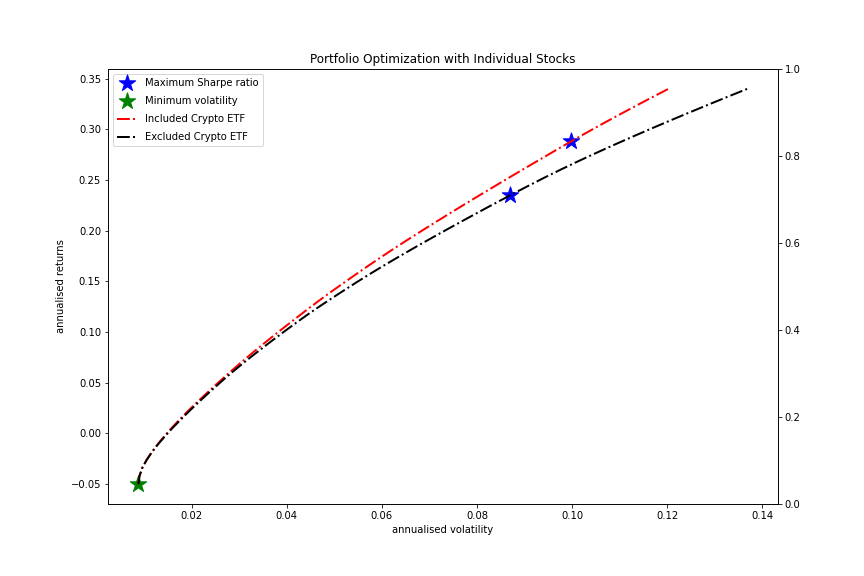 Portfolio Optimization with Individual Stocks
Maximum Sharpe ratio
Minimum volatility
Included Crypto ETF
Excluded Crypto ETF
annualised returns
0.35
0.30
0.25
0.20
0.15
0.10
0.05
0.00
−0.05
1.0
0.8
0.6
0.4
0.2
0.0
0.02 0.04 0.06 0.08 0.10 0.12 0.14
annualised volatility